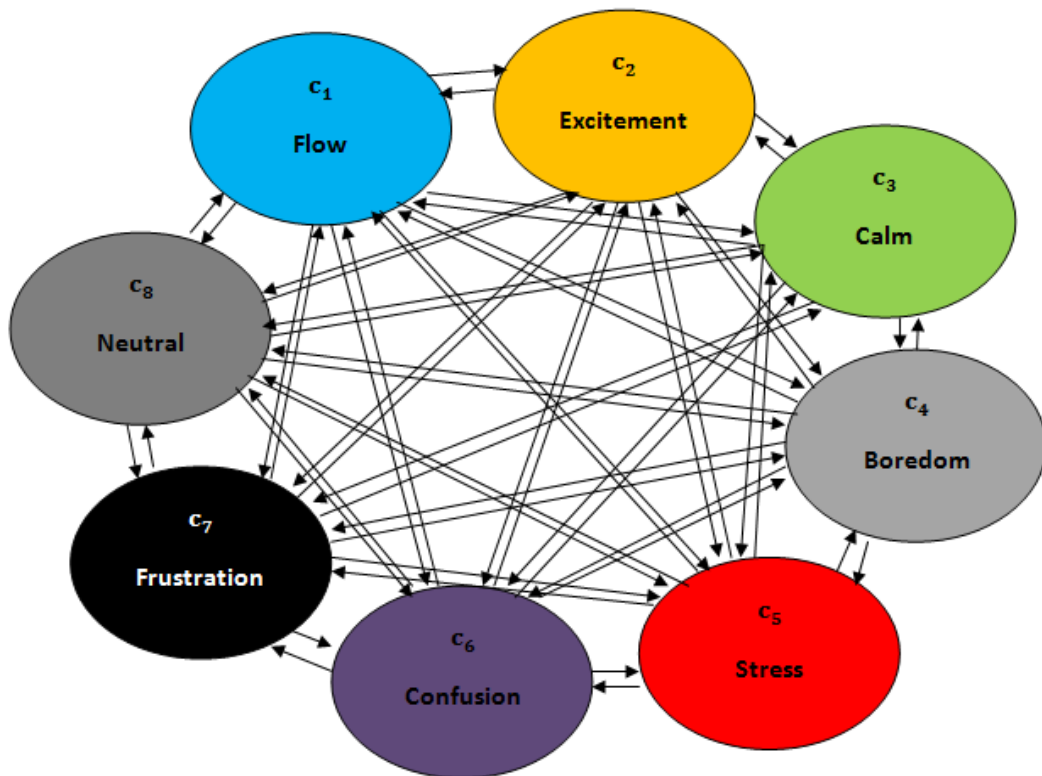 c₁
Flow
c₂
Excitement
c₃
Calm
c₄
Boredom
c₅
Stress
c₆
Confusion
c₇
Frustration
c₈
Neutral